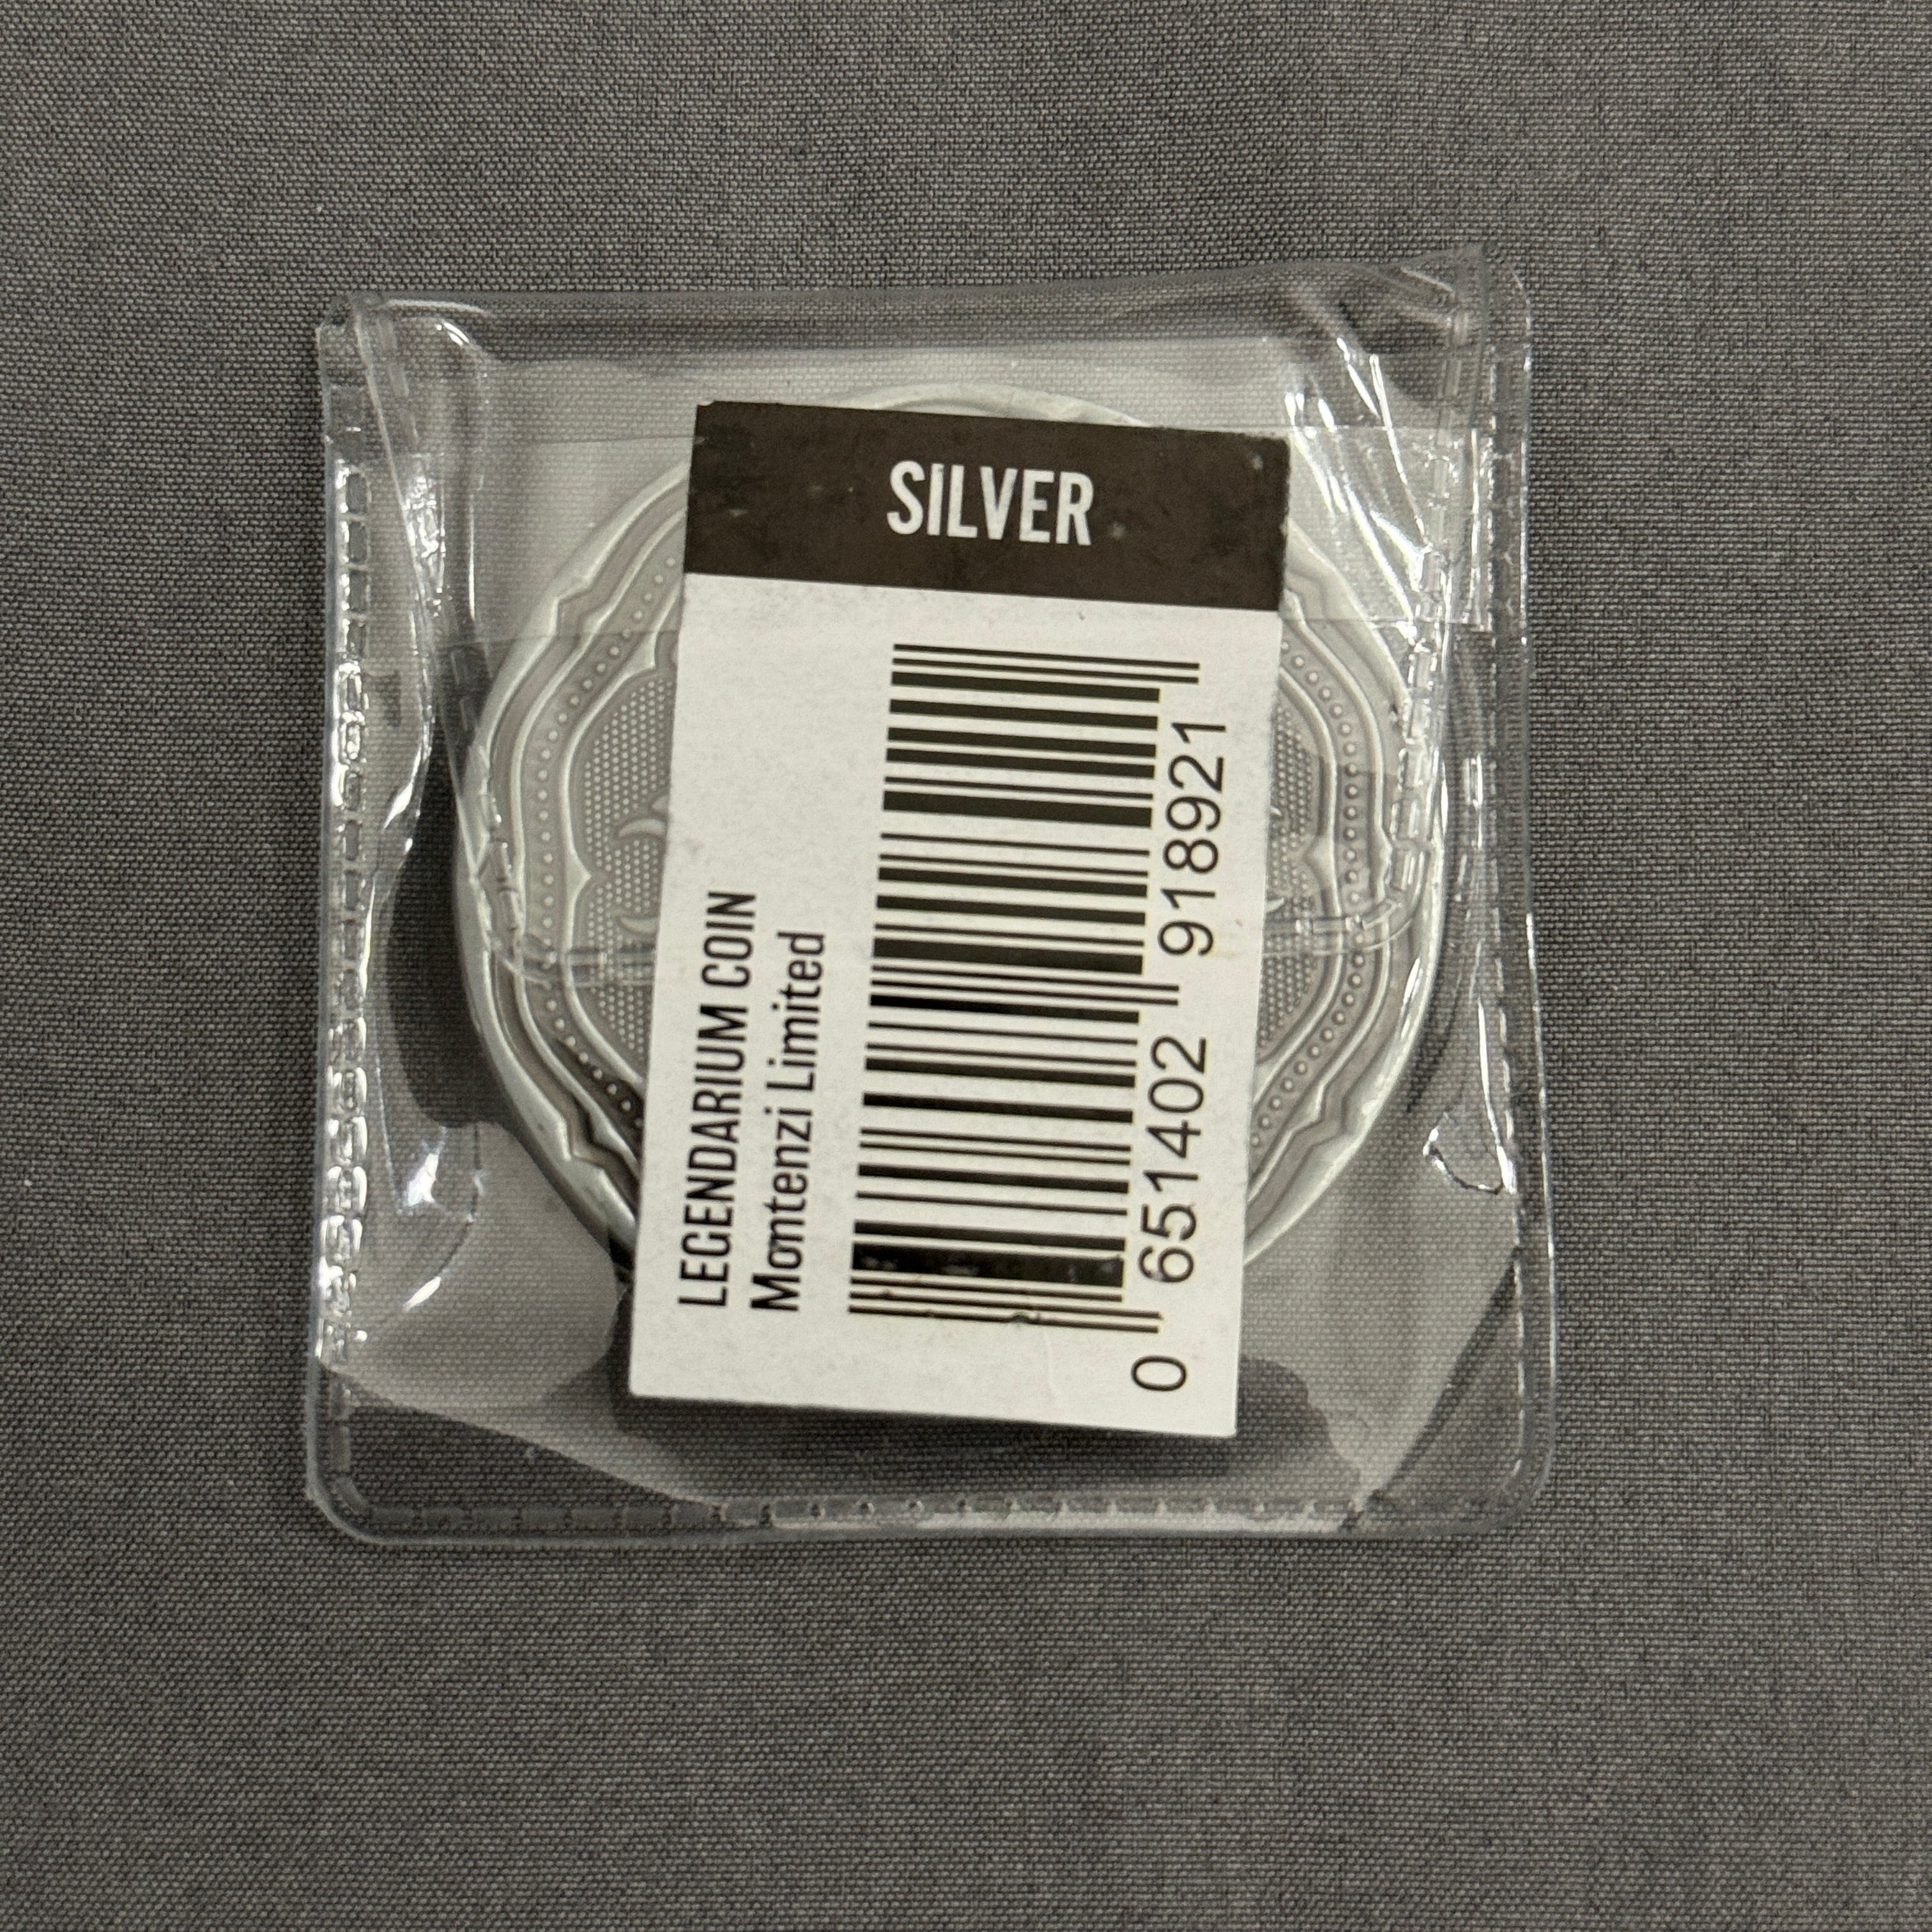 SILVER
LEGENDARIUM COIN
Montenzi Limited
0 651402 918921